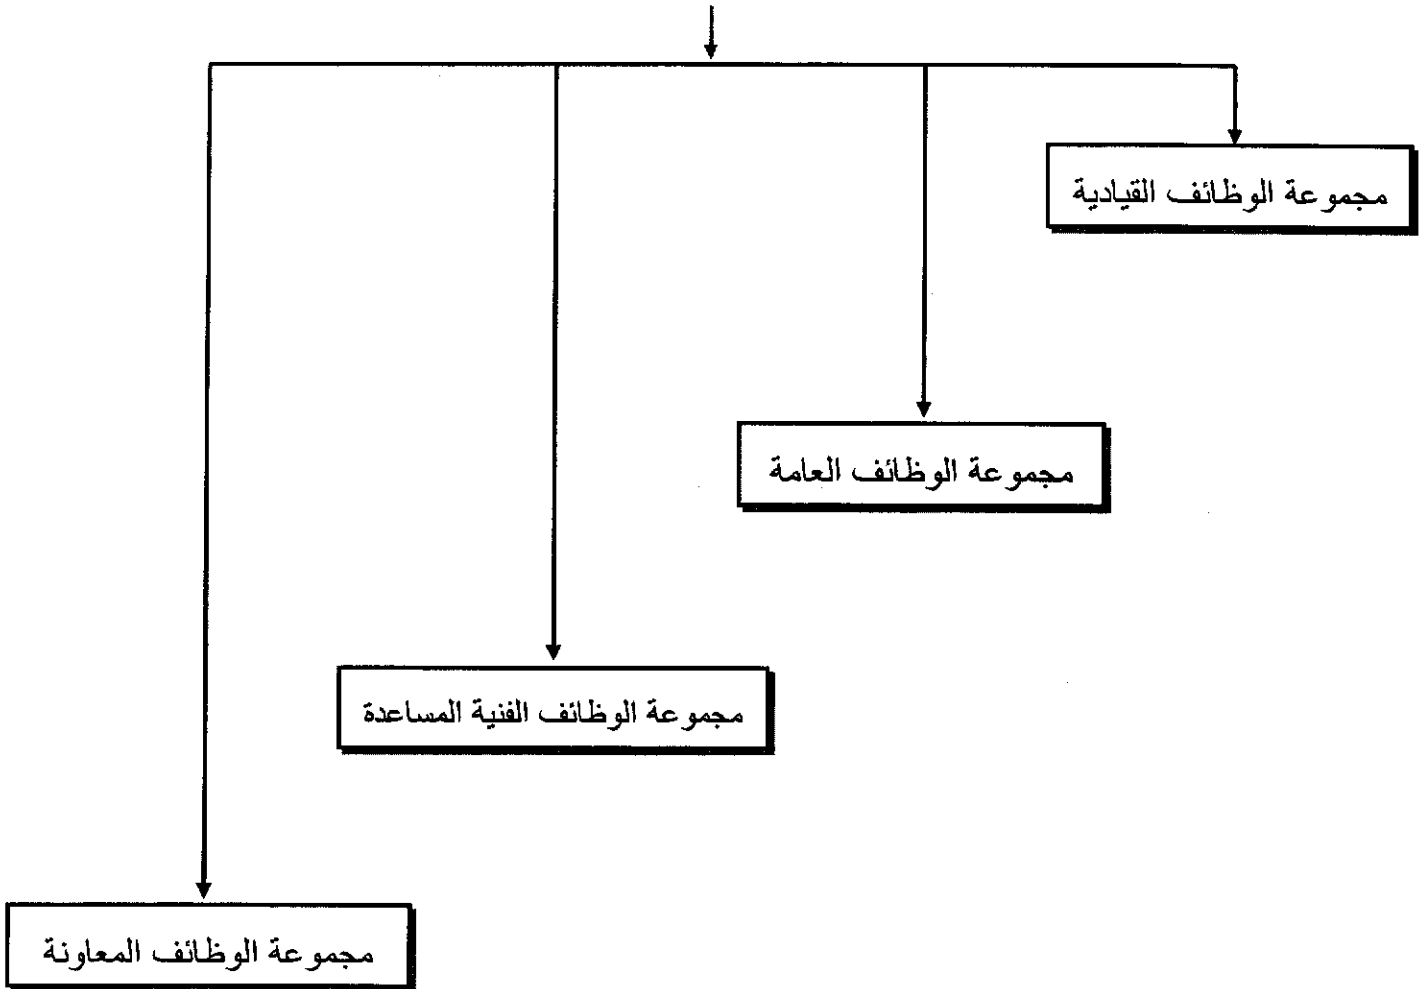 مجموعة الوظائف القيادية
مجموعة الوظائف العامة
مجموعة الوظائف الفنية المساعدة
مجموعة الوظائف المعاونة